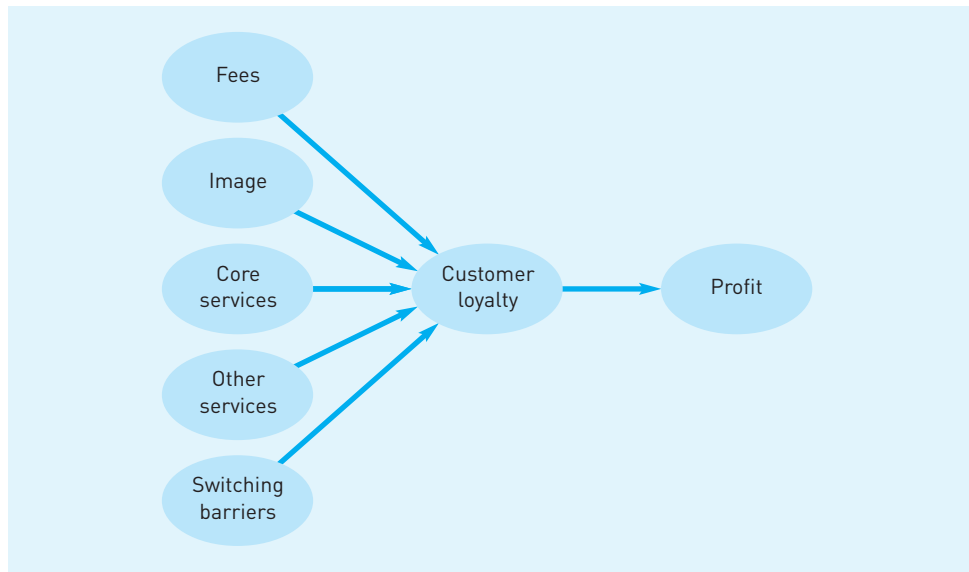 Fees
Image
Core
services
Other
services
Switching
barriers
Customer
loyalty
Profit